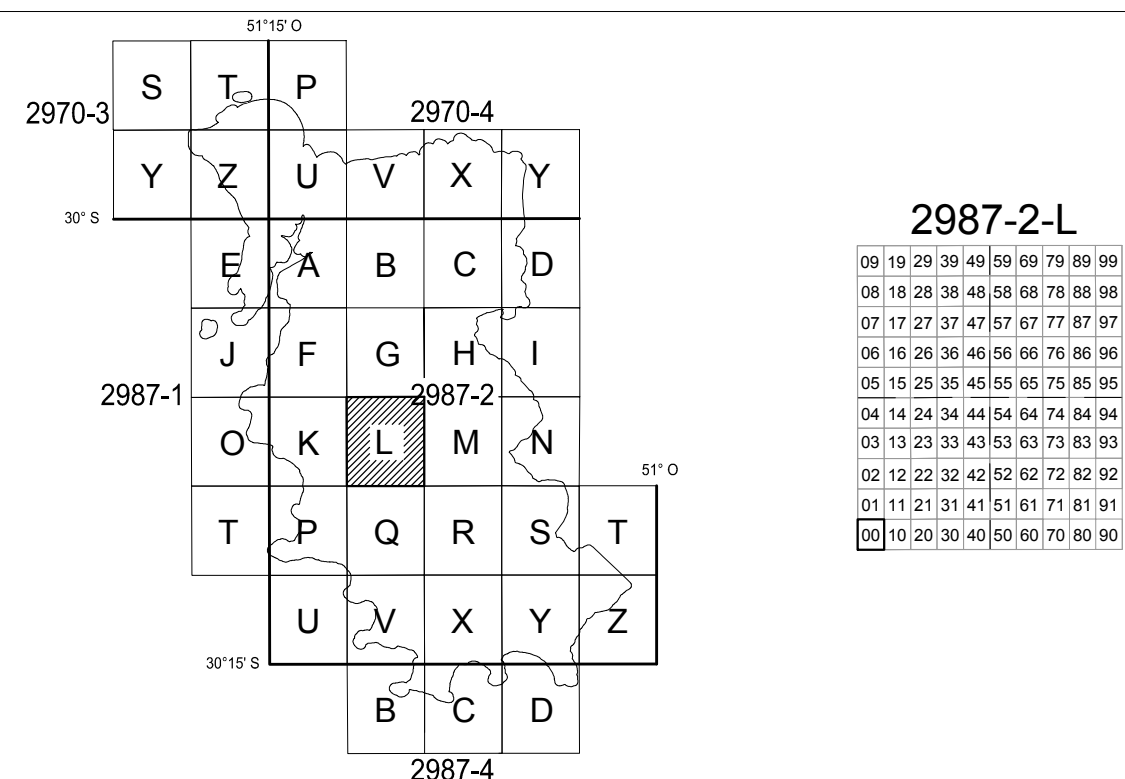 51°15' O
S T P
2970-3
2970-4
Y Z U V X Y
30° S
E A B C D
J F G H I
2987-1
2987-2
O K L M N
51° O
T P Q R S T
U V X Y Z
30°15' S
B C D
2987-4
2987-2-L
09 19 29 39 49 59 69 79 89 99
08 18 28 38 48 58 68 78 88 98
07 17 27 37 47 57 67 77 87 97
06 16 26 36 46 56 66 76 86 96
05 15 25 35 45 55 65 75 85 95
04 14 24 34 44 54 64 74 84 94
03 13 23 33 43 53 63 73 83 93
02 12 22 32 42 52 62 72 82 92
01 11 21 31 41 51 61 71 81 91
00 10 20 30 40 50 60 70 80 90